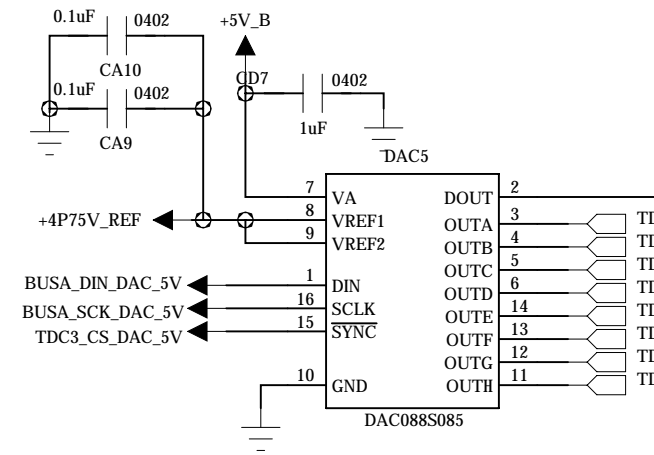 0.1uF 0402 +5V_B
CA10
0.1uF 0402 CD7 0402
CA9 1uF
DAC5
7 VA DOUT 2
+4P75V_REF 8 VREF1 OUTA 3
9 VREF2 OUTB 4
OUTC 5
BUSA_DIN_DAC_5V 1 DIN OUTD 6
BUSA_SCK_DAC_5V 16 SCLK OUTE 14
TDC3_CS_DAC_5V 15 SYNC OUTF 13
OUTG 12
10 GND OUTH 11
DAC088S085